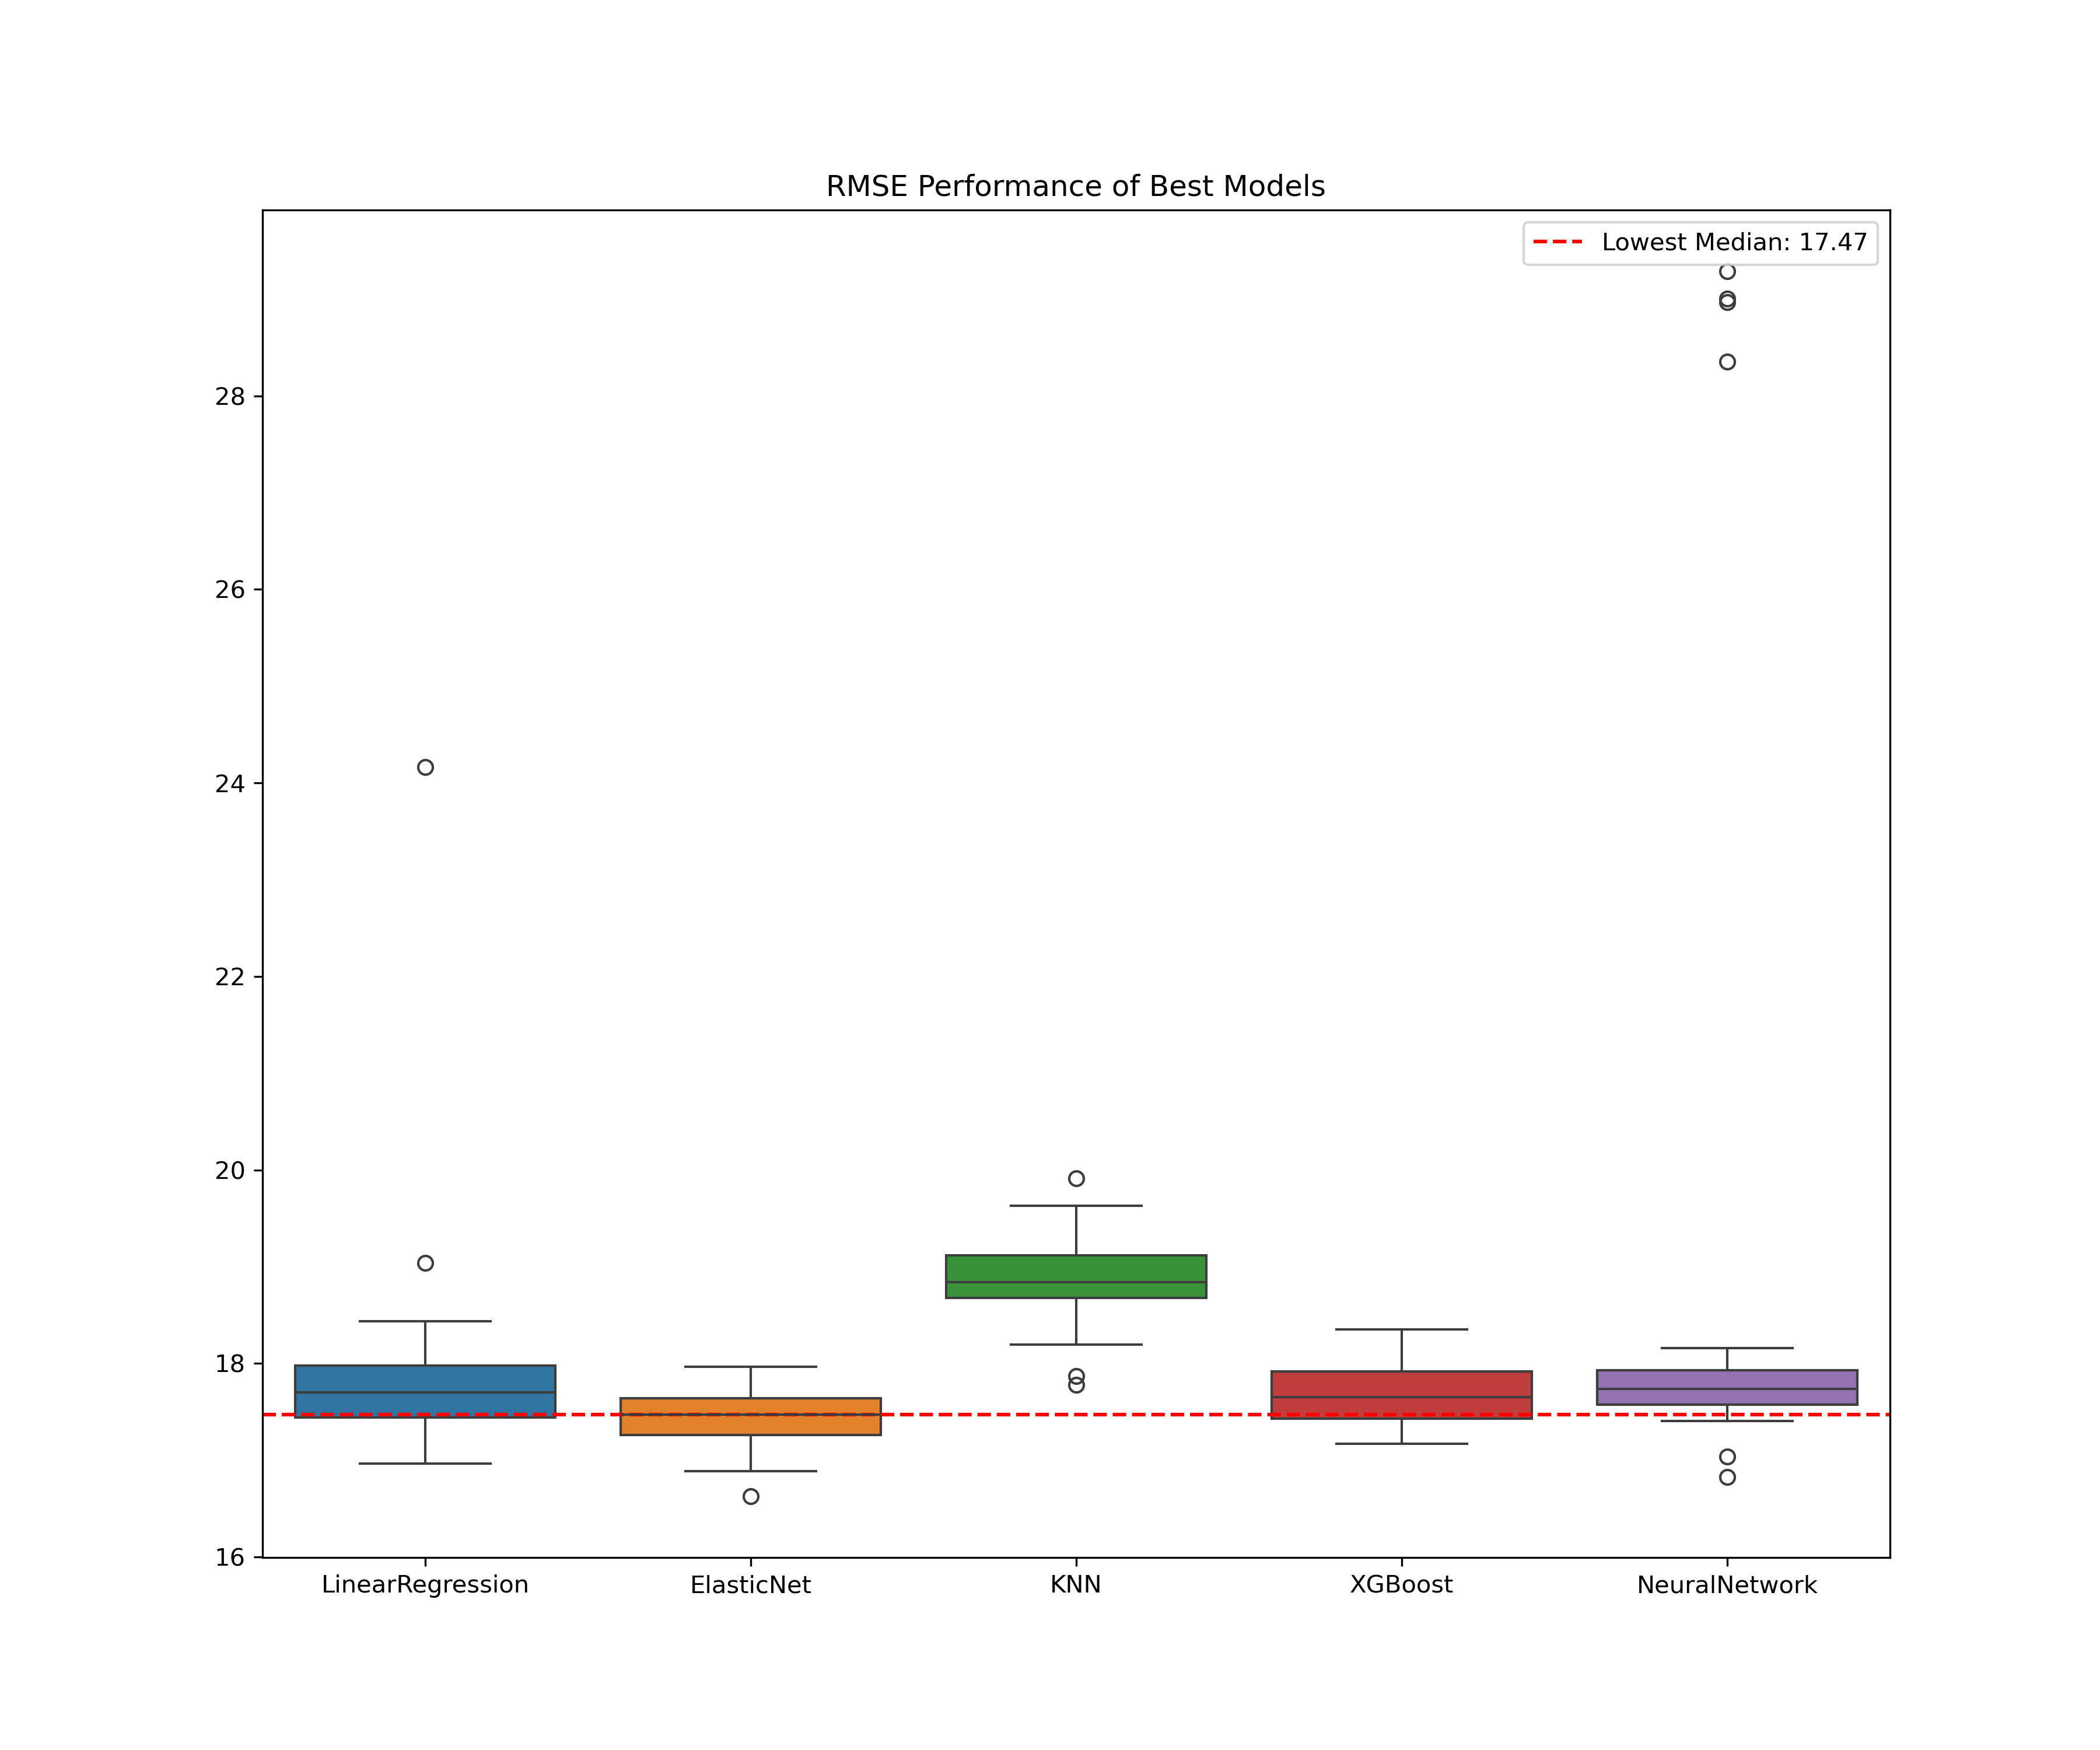 RMSE Performance of Best Models
Lowest Median: 17.47
28
26
24
22
20
18
16
LinearRegression
ElasticNet
KNN
XGBoost
NeuralNetwork